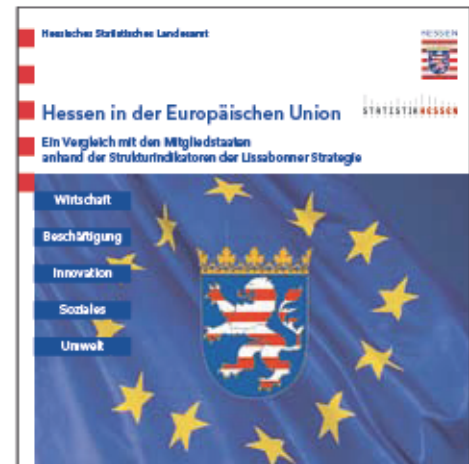 Hessisches Statistisches Landesamt
HESSEN
STATISTIKHESSEN
Hessen in der Europäischen Union
Ein Vergleich mit den Mitgliedstaaten
anhand der Strukturindikatoren der Lissabonner Strategie
Wirtschaft
Beschäftigung
Innovation
Soziales
Umwelt